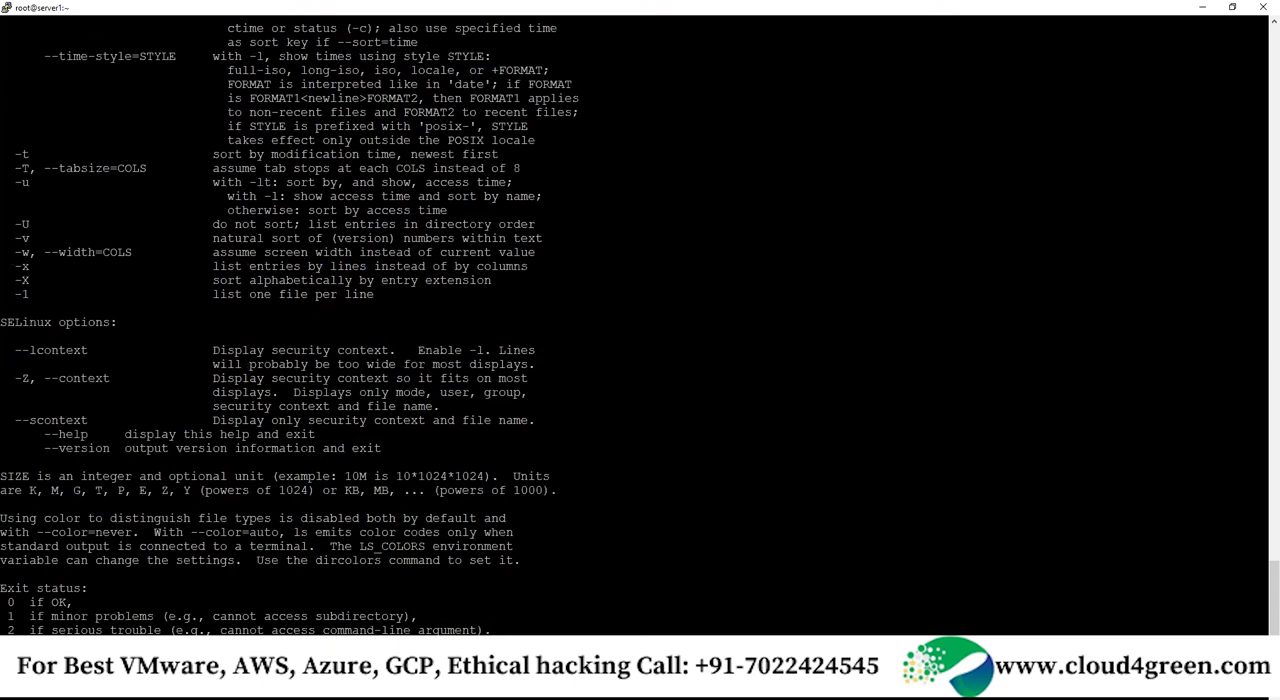 root@server1:~
ctime or status (-c); also use specified time
as sort key if --sort=time
--time-style=STYLE with -l, show times using style STYLE:
full-iso, long-iso, iso, locale, or +FORMAT;
FORMAT is interpreted like in 'date'; if FORMAT
is FORMAT1<newline>FORMAT2, then FORMAT1 applies
to non-recent files and FORMAT2 to recent files;
if STYLE is prefixed with 'posix-', STYLE
takes effect only outside the POSIX locale
-t sort by modification time, newest first
-T, --tabsize=COLS assume tab stops at each COLS instead of 8
-u with -lt: sort by, and show, access time;
with -l: show access time and sort by name;
otherwise: sort by access time
-U do not sort; list entries in directory order
-v natural sort of (version) numbers within text
-w, --width=COLS assume screen width instead of current value
-x list entries by lines instead of by columns
-X sort alphabetically by entry extension
-1 list one file per line
SELinux options:
--lcontext Display security context. Enable -l. Lines
will probably be too wide for most displays.
-Z, --context Display security context so it fits on most
displays. Displays only mode, user, group,
security context and file name.
--scontext Display only security context and file name.
--help display this help and exit
--version output version information and exit
SIZE is an integer and optional unit (example: 10M is 10*1024*1024). Units
are K, M, G, T, P, E, Z, Y (powers of 1024) or KB, MB, ... (powers of 1000).
Using color to distinguish file types is disabled both by default and
with --color=never. With --color=auto, ls emits color codes only when
standard output is connected to a terminal. The LS_COLORS environment
variable can change the settings. Use the dircolors command to set it.
Exit status:
0 if OK,
1 if minor problems (e.g., cannot access subdirectory),
2 if serious trouble (e.g., cannot access command-line argument).
For Best VMware, AWS, Azure, GCP, Ethical hacking Call: +91-7022424545 www.cloud4green.com